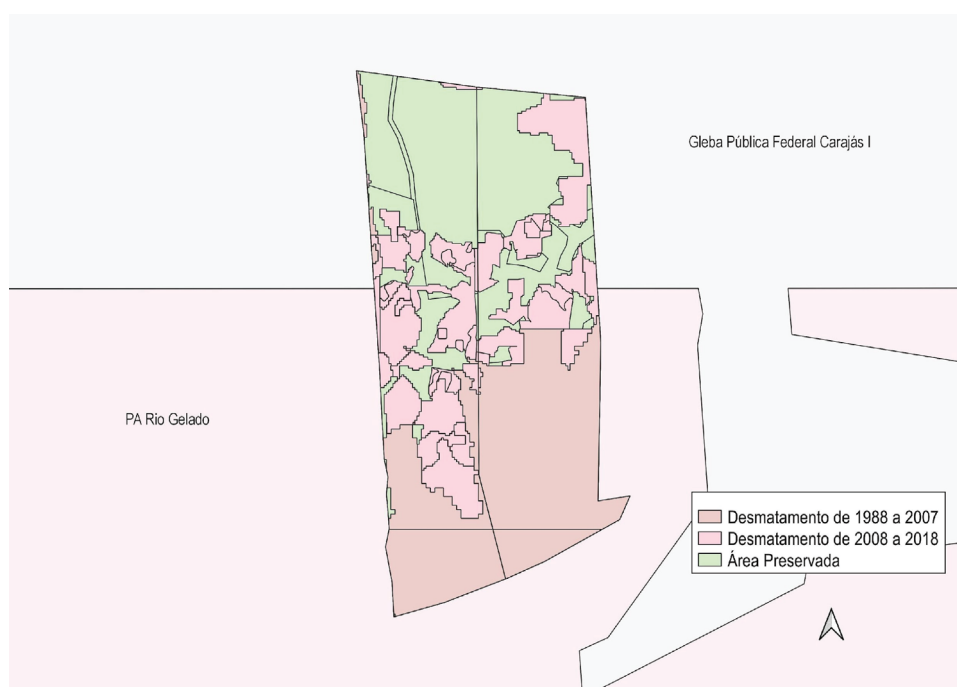 Gleba Pública Federal Carajás I
PA Rio Gelado
Desmatamento de 1988 a 2007
Desmatamento de 2008 a 2018
Área Preservada